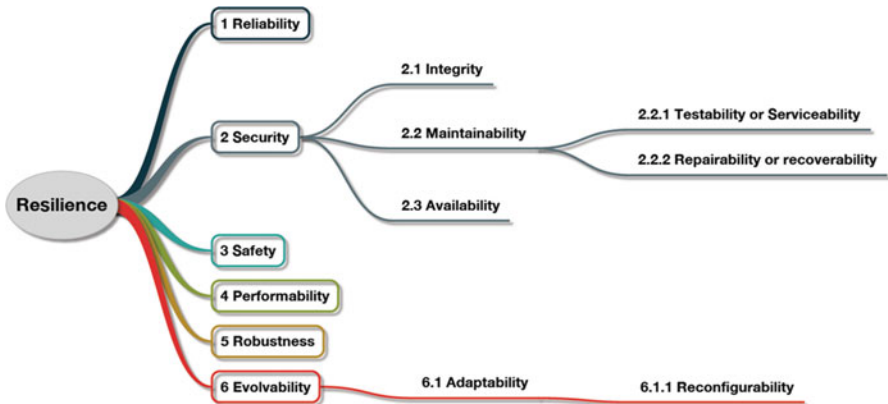 Resilience
1 Reliability
2 Security
2.1 Integrity
2.2 Maintainability
2.2.1 Testability or Serviceability
2.2.2 Repairability or recoverability
2.3 Availability
3 Safety
4 Performability
5 Robustness
6 Evolvability
6.1 Adaptability
6.1.1 Reconfigurability